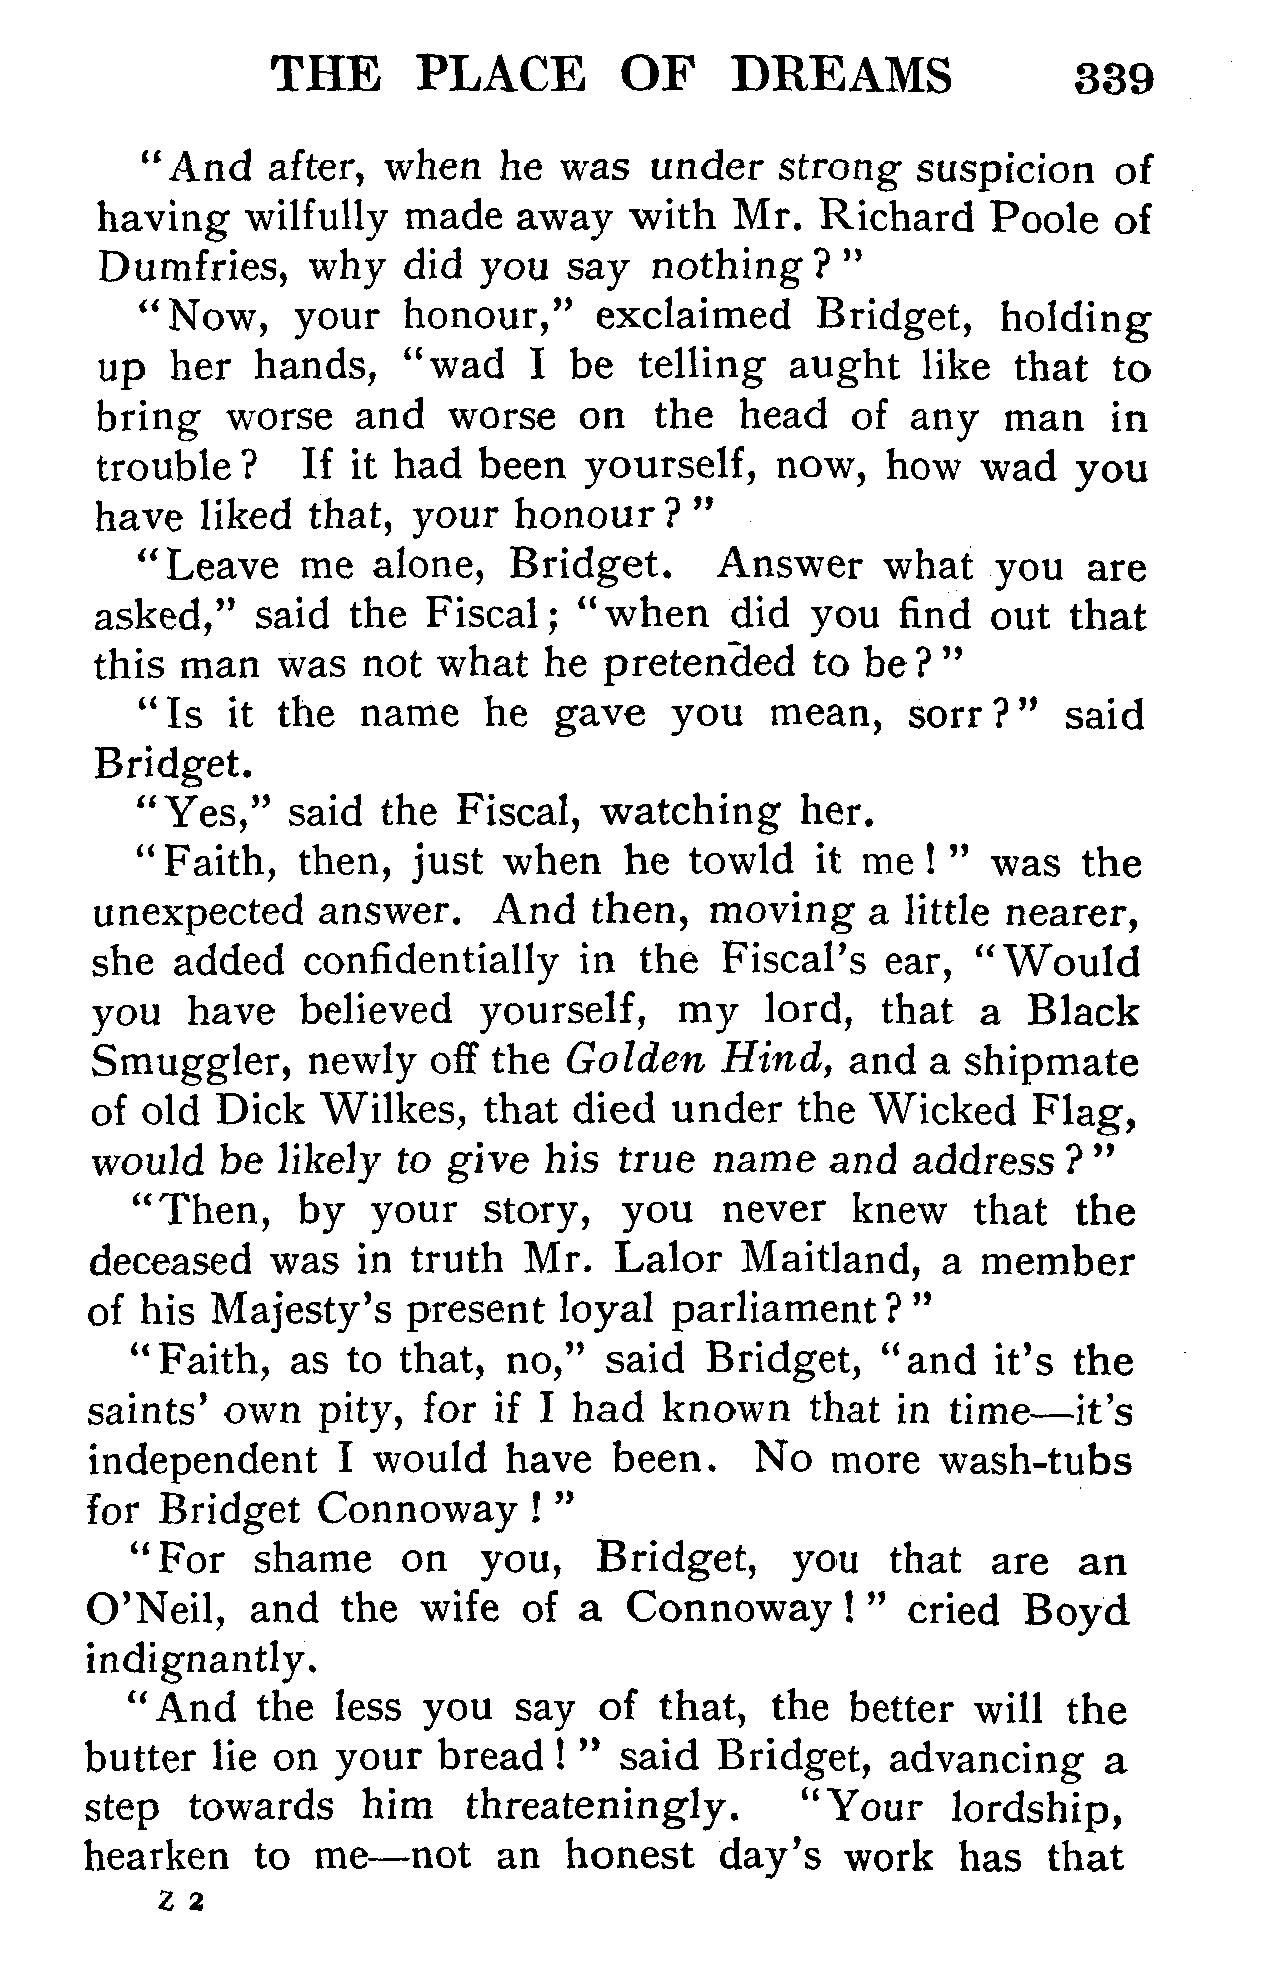 THE PLACE OF DREAMS 339
"And after, when he was under strong suspicion of
having wilfully made away with Mr. Richard Poole of
Dumfries, why did you say nothing?"
"Now, your honour," exclaimed Bridget, holding
up her hands, "wad I be telling aught like that to
bring worse and worse on the head of any man in
trouble? If it had been yourself, now, how wad you
have liked that, your honour?"
"Leave me alone, Bridget. Answer what you are
asked," said the Fiscal; "when did you find out that
this man was not what he pretended to be?"
"Is it the name he gave you mean, sorr?" said
Bridget.
"Yes," said the Fiscal, watching her.
"Faith, then, just when he towld it me!" was the
unexpected answer. And then, moving a little nearer,
she added confidentially in the Fiscal's ear, "Would
you have believed yourself, my lord, that a Black
Smuggler, newly off the Golden Hind, and a shipmate
of old Dick Wilkes, that died under the Wicked Flag,
would be likely to give his true name and address?"
"Then, by your story, you never knew that the
deceased was in truth Mr. Lalor Maitland, a member
of his Majesty's present loyal parliament?"
"Faith, as to that, no," said Bridget, "and it's the
saints' own pity, for if I had known that in time—it's
independent I would have been. No more wash-tubs
for Bridget Connoway!"
"For shame on you, Bridget, you that are an
O'Neil, and the wife of a Connoway!" cried Boyd
indignantly.
"And the less you say of that, the better will the
butter lie on your bread!" said Bridget, advancing a
step towards him threateningly. "Your lordship,
hearken to me—not an honest day's work has that
Z 2